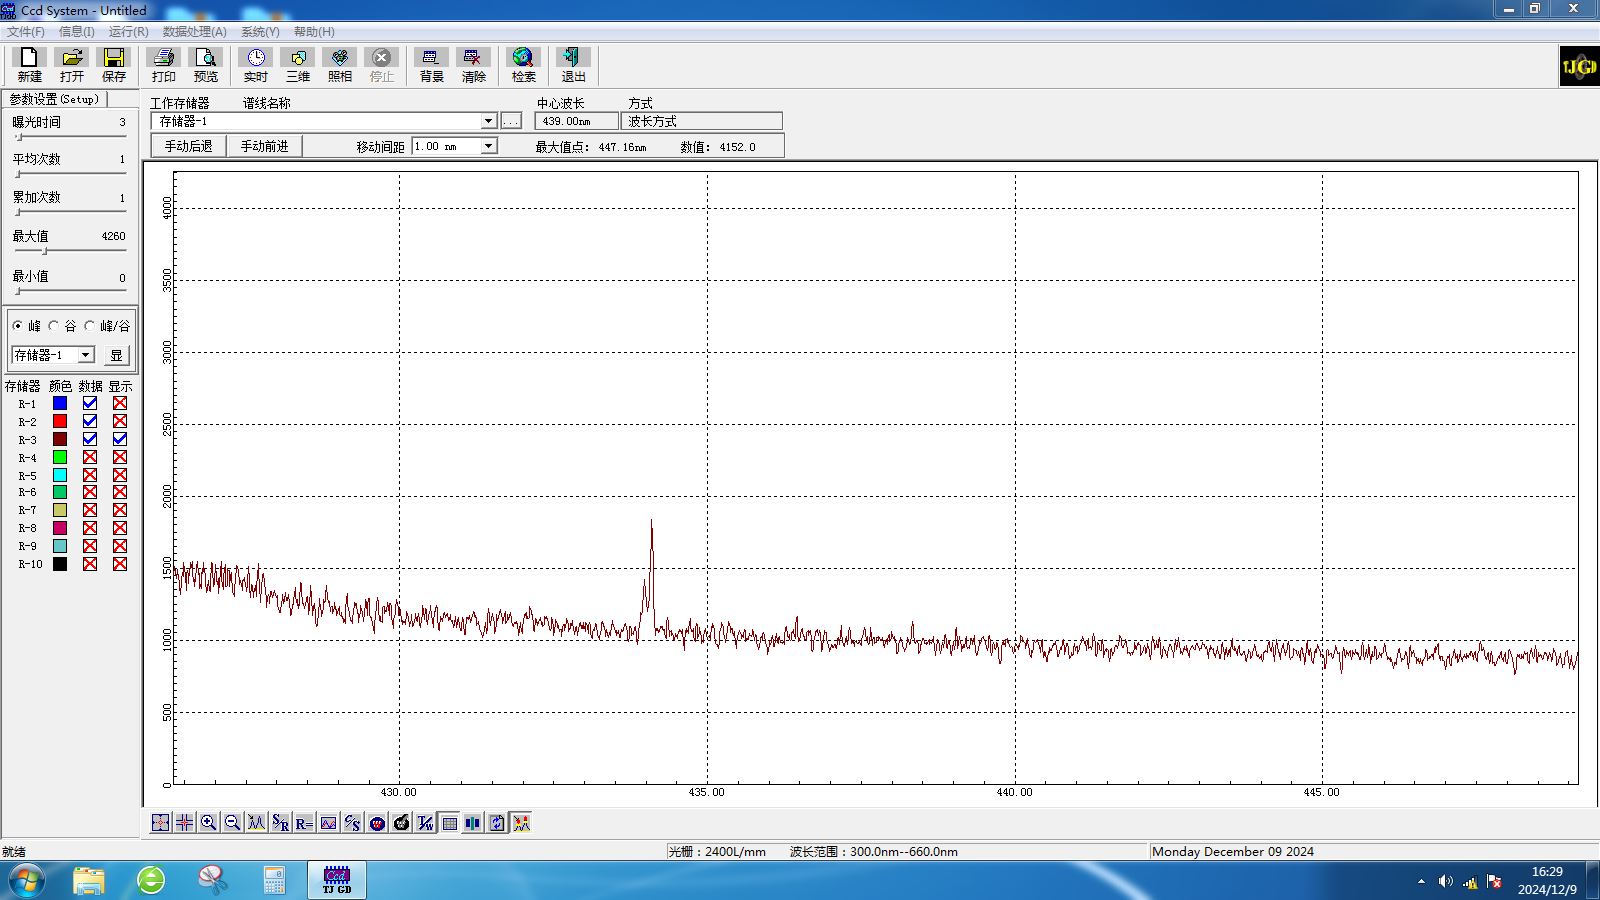 Ccd System - Untitled
文件(F) 信息(I) 运行(R) 数据处理(A) 系统(Y) 帮助(H)
新建 打开 保存 打印 预览 实时 三维 照相 停止 背景 清除 检索 退出
TJGD
参数设置(Setup)
曝光时间 3
平均次数 1
累加次数 1
最大值 4260
最小值 0
峰 谷 峰/谷
存储器-1 显
存储器 颜色 数据 显示
R-1
R-2
R-3
R-4
R-5
R-6
R-7
R-8
R-9
R-10
工作存储器 谱线名称 中心波长 方式
存储器-1 ... 439.00nm 波长方式
手动后退 手动前进 移动间距 1.00 nm 最大值点: 447.16nm 数值: 4152.0
4000
3500
3000
2500
2000
1500
1000
500
0
430.00 435.00 440.00 445.00
就绪 光栅：2400L/mm 波长范围：300.0nm--660.0nm Monday December 09 2024
Ccd
TJ GD
16:29
2024/12/9